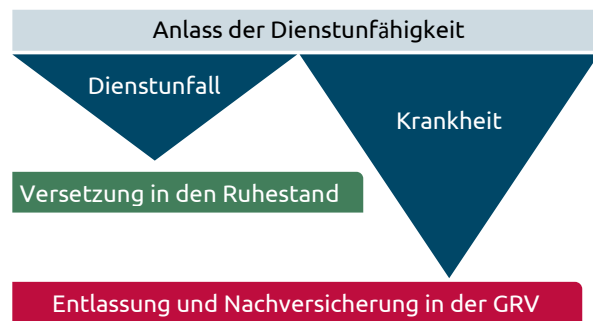 Anlass der Dienstunfähigkeit
Dienstunfall
Krankheit
Versetzung in den Ruhestand
Entlassung und Nachversicherung in der GRV